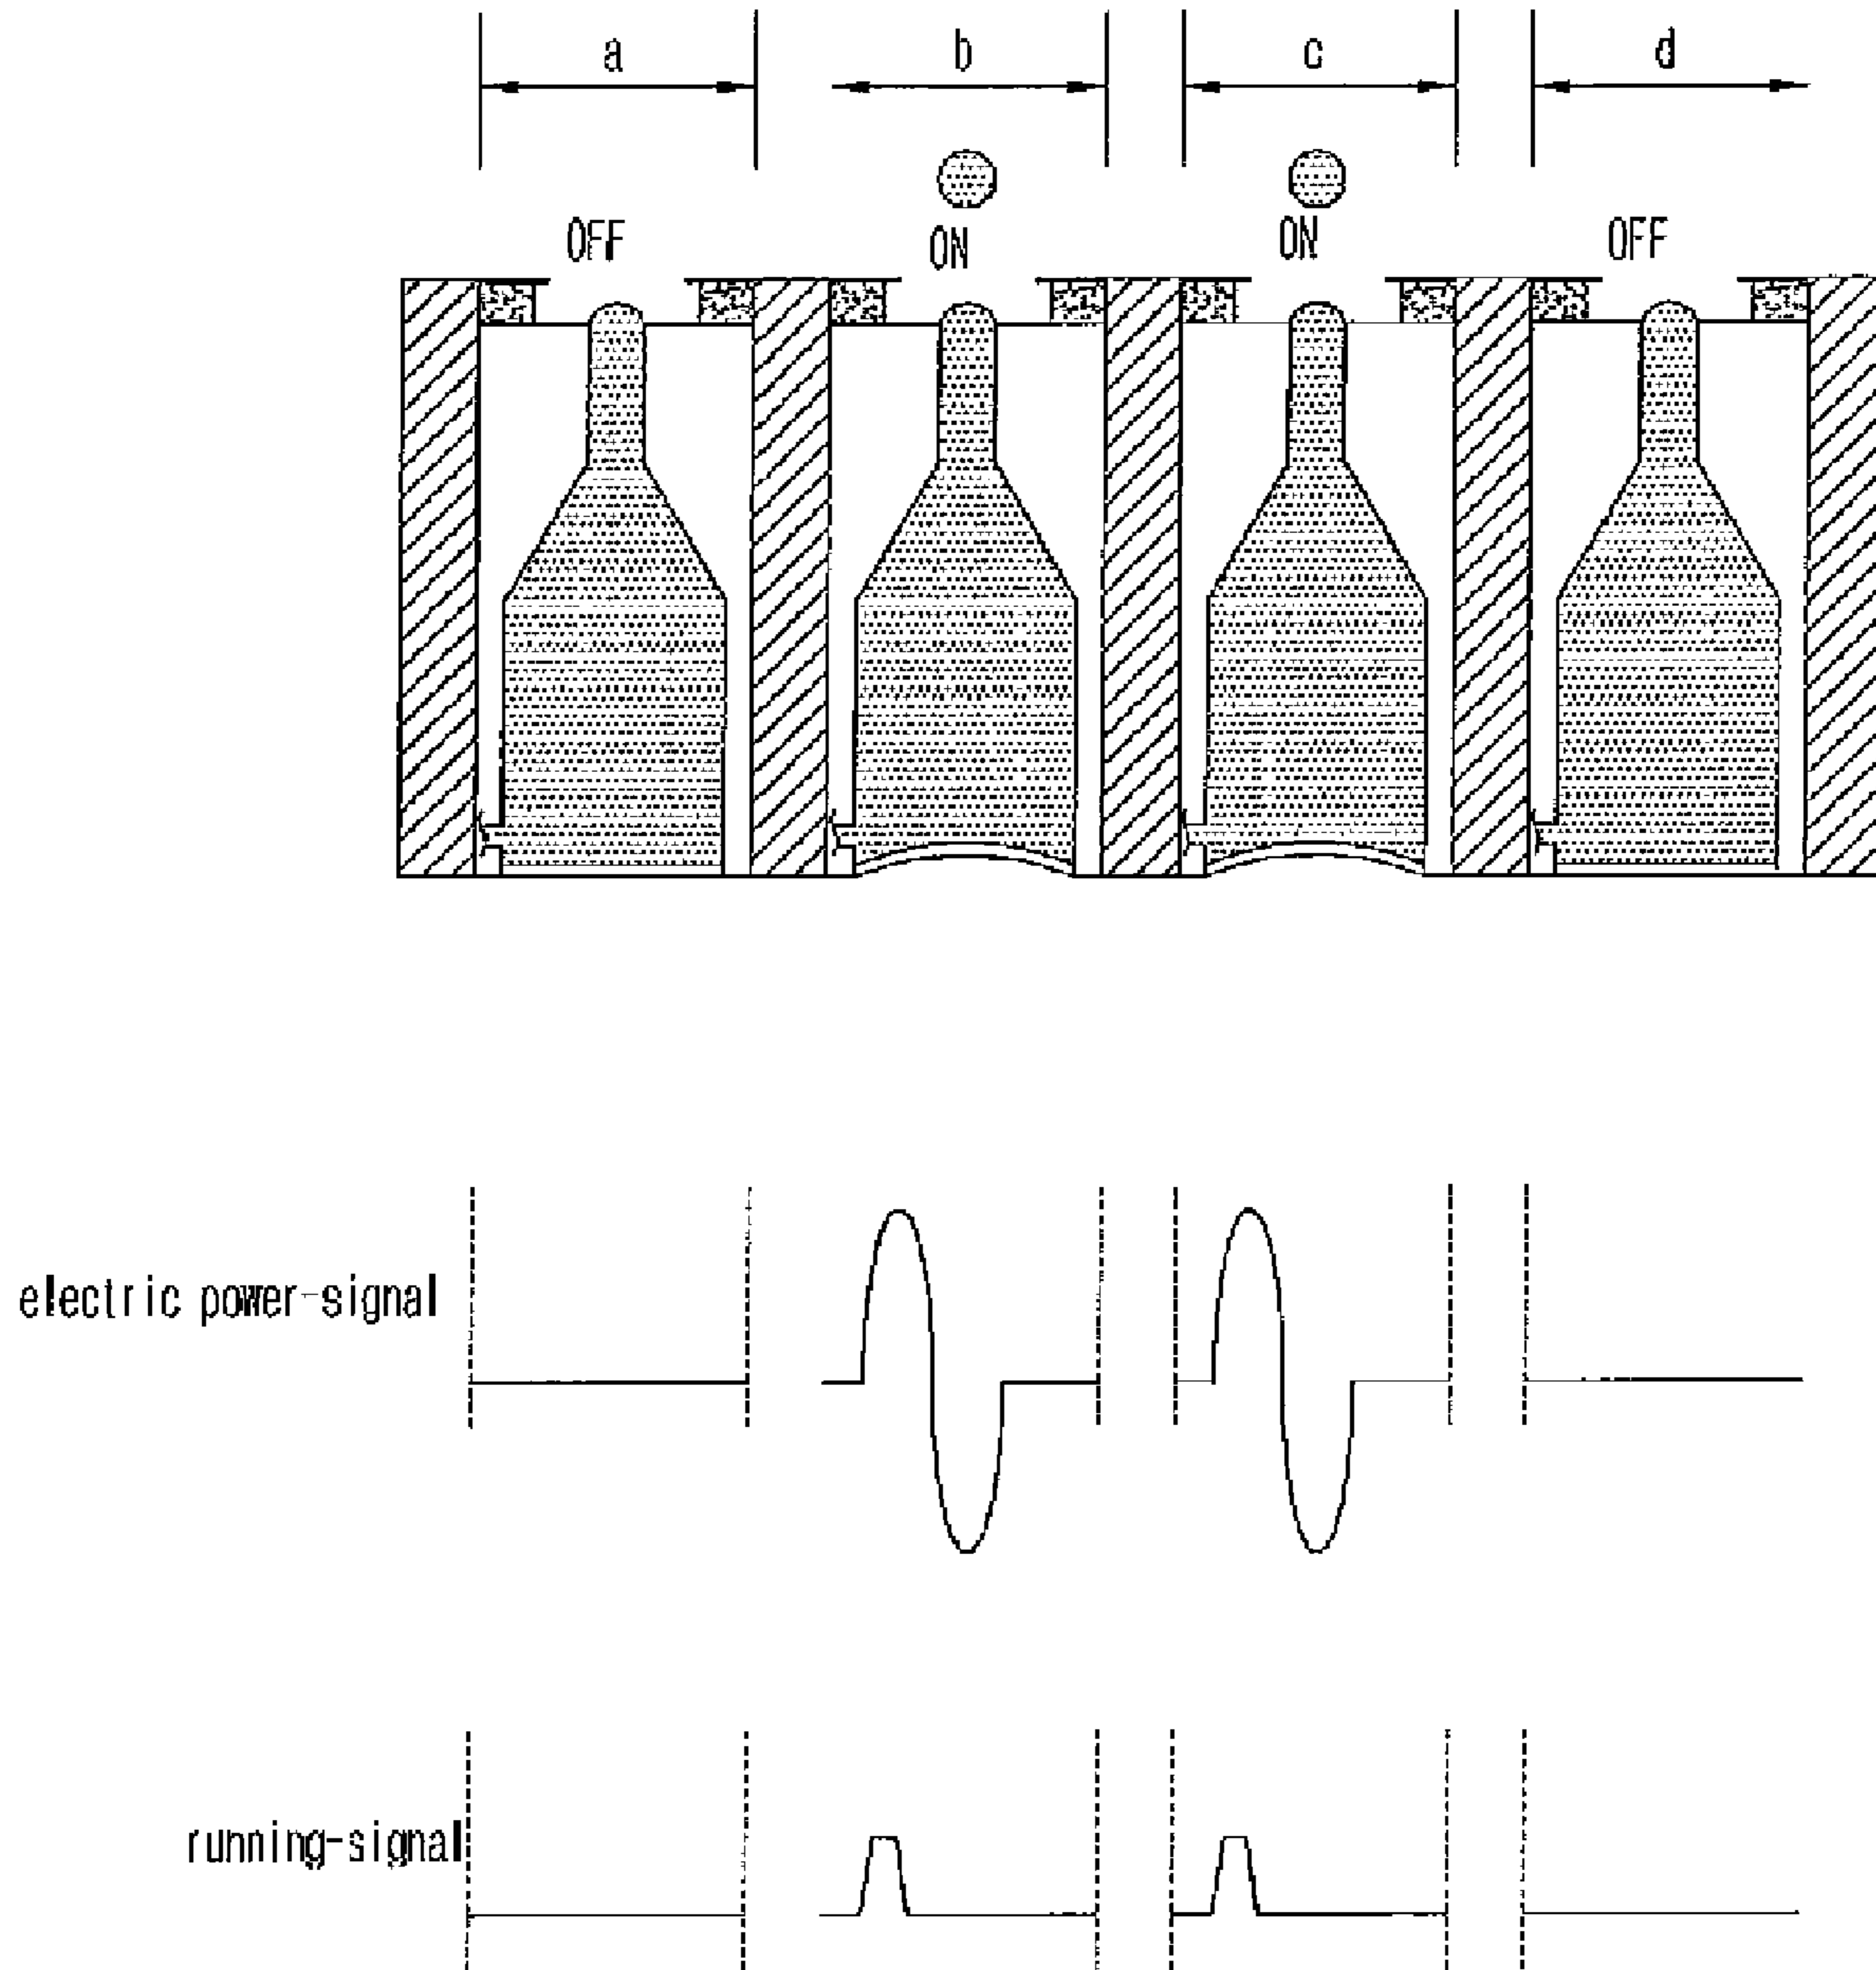 a b c d
OFF ON ON OFF
electric power-signal
running-signal